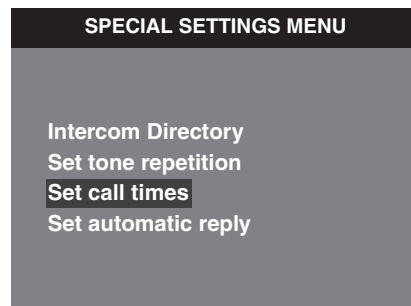 SPECIAL SETTINGS MENU
Intercom Directory
Set tone repetition
Set call times
Set automatic reply